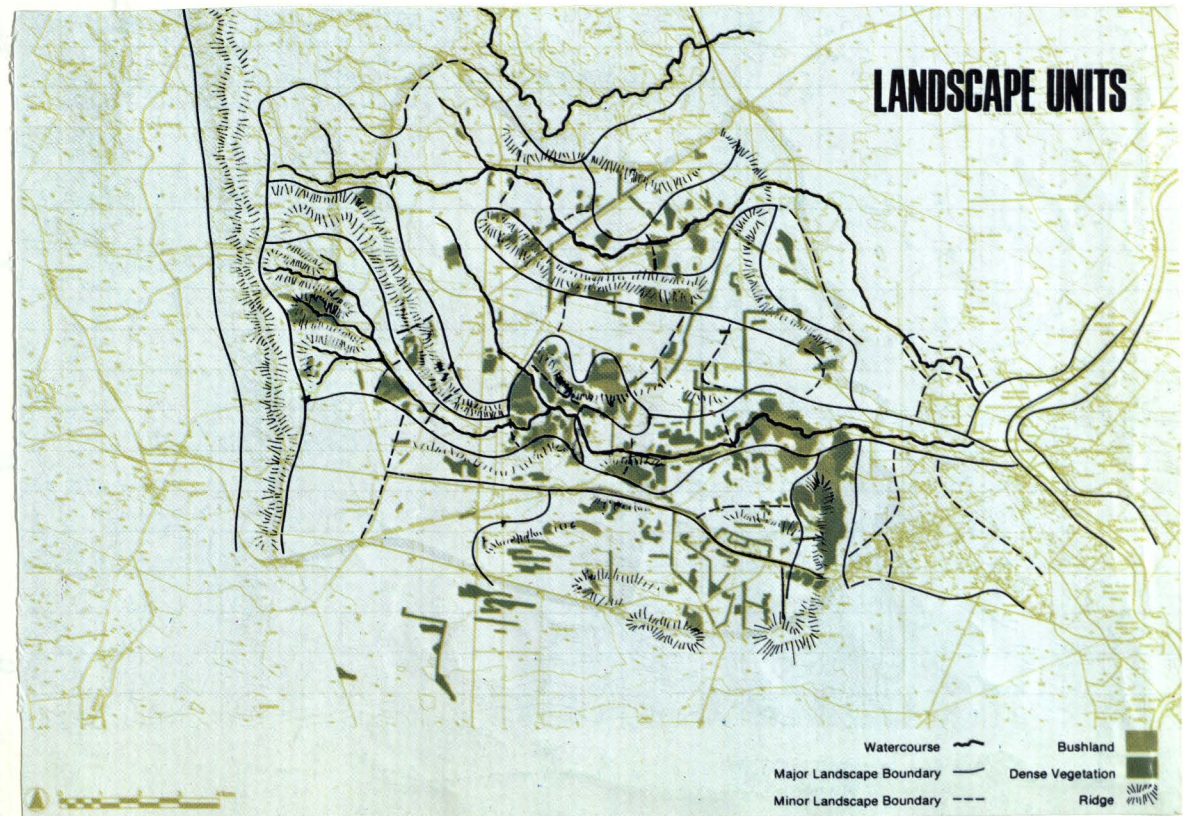 LANDSCAPE UNITS
Watercourse
Major Landscape Boundary
Minor Landscape Boundary
Bushland
Dense Vegetation
Ridge